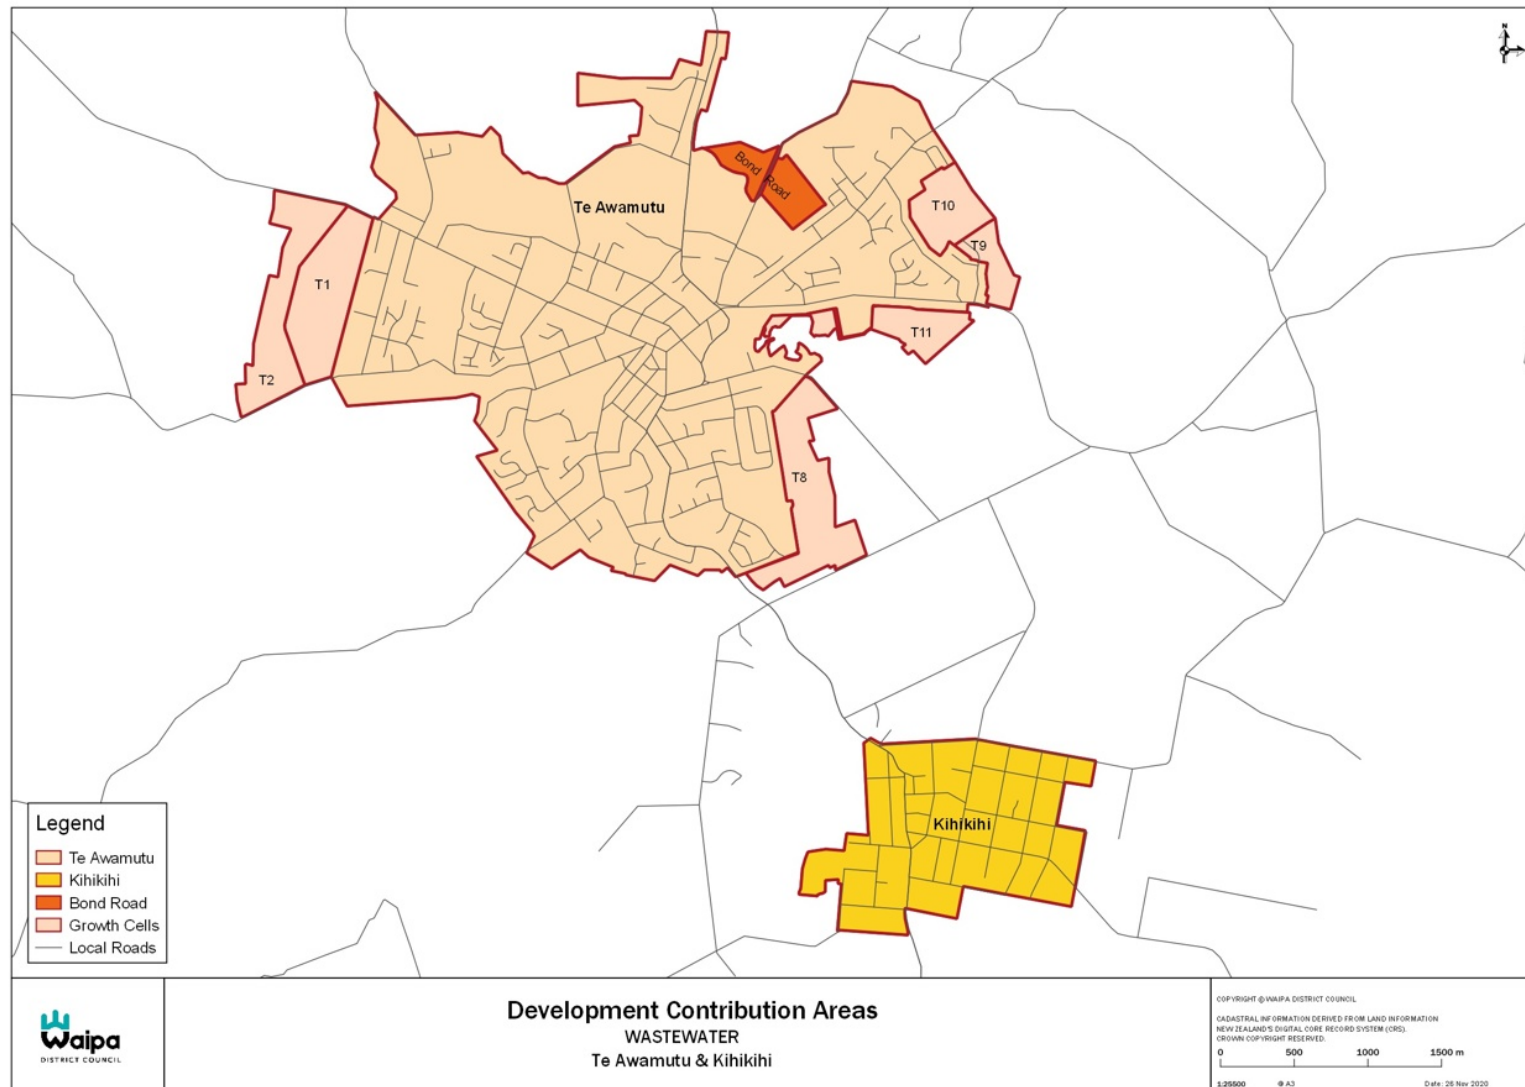 N
Bond Road
Te Awamutu
T10
T9
T1
T11
T2
T8
Kihikihi
Legend
Te Awamutu
Kihikihi
Bond Road
Growth Cells
Local Roads
Waipa
DISTRICT COUNCIL
Development Contribution Areas
WASTEWATER
Te Awamutu & Kihikihi
COPYRIGHT @ WAIPA DISTRICT COUNCIL
CADASTRAL INFORMATION DERIVED FROM LAND INFORMATION
NEW ZEALAND'S DIGITAL CORE RECORD SYSTEM (CRS).
CROWN COPYRIGHT RESERVED.
0 500 1000 1500 m
1:25500 @ A3 Date: 26 Nov 2020